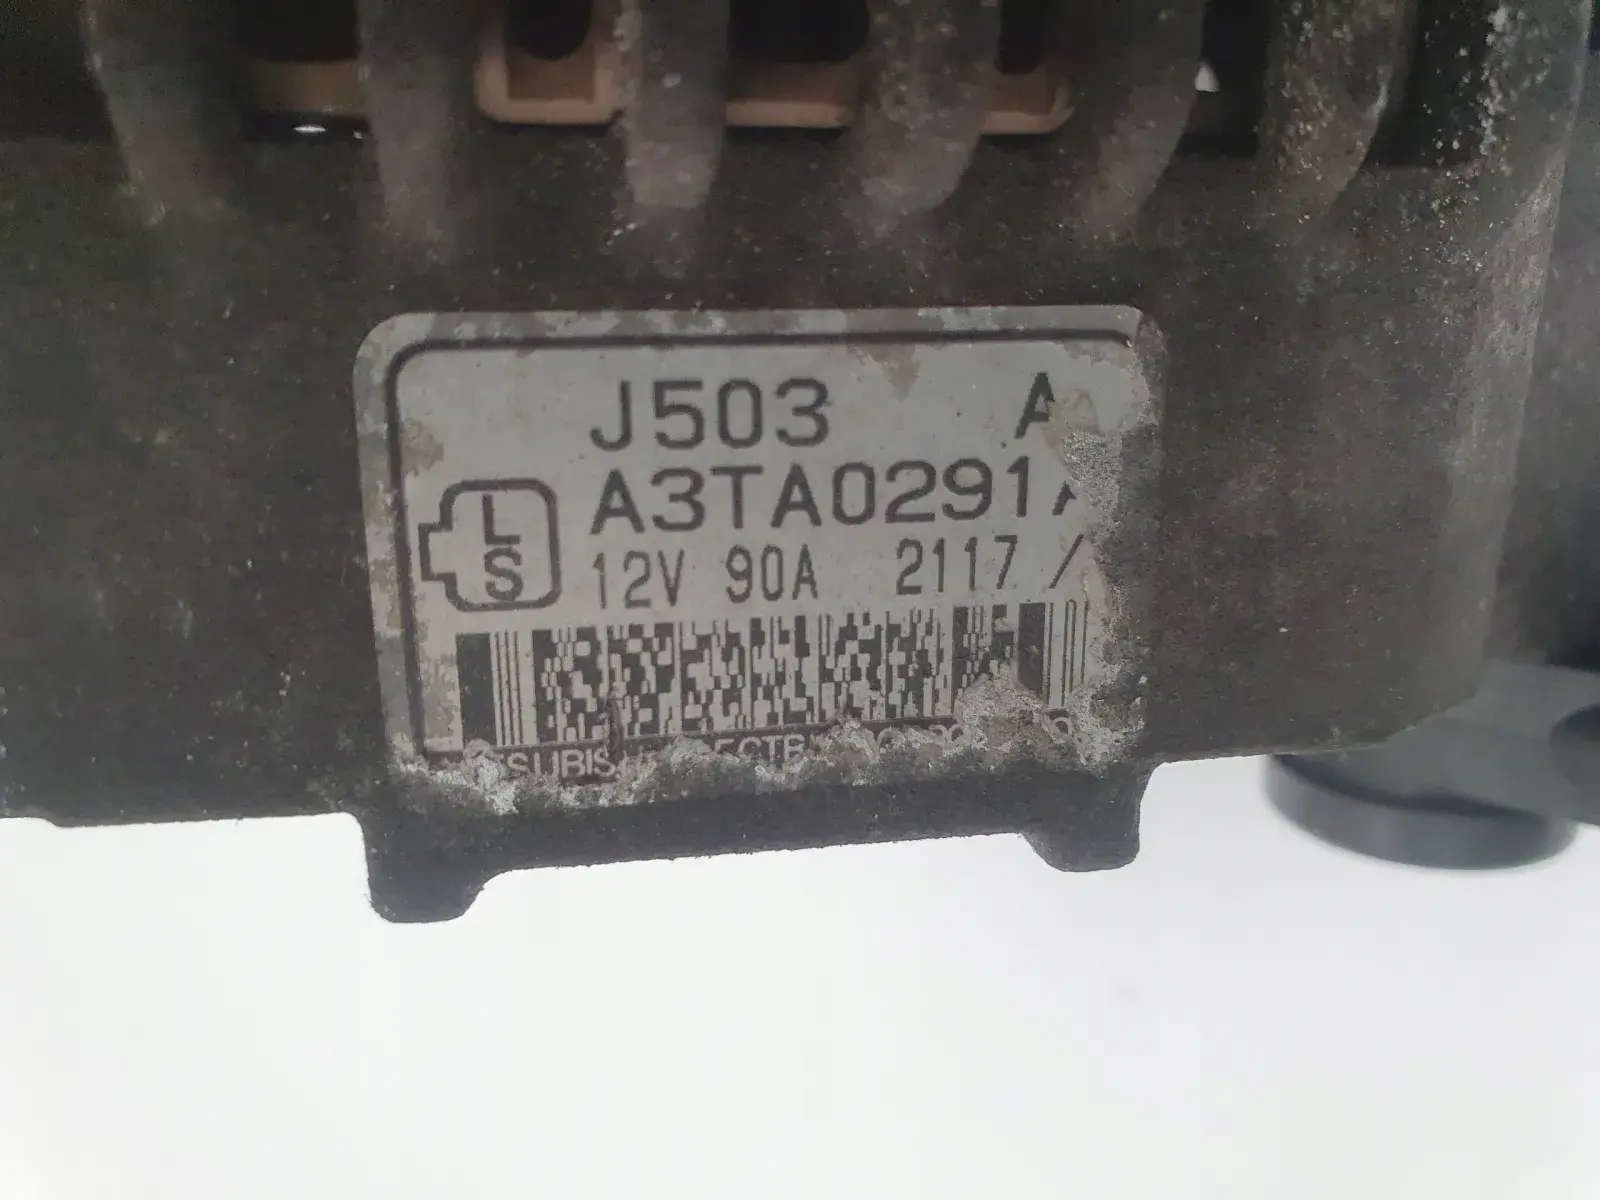 J503 A
L
S
A3TA0291
12V 90A 2117 /